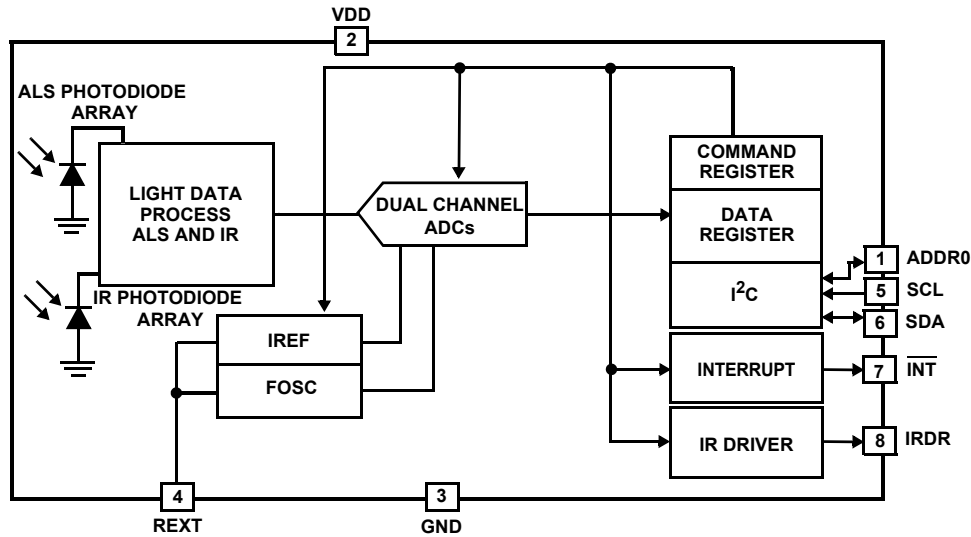 VDD
2
ALS PHOTODIODE
ARRAY
LIGHT DATA
PROCESS
ALS AND IR
DUAL CHANNEL
ADCs
COMMAND
REGISTER
DATA
REGISTER
I²C
1 ADDR0
5 SCL
6 SDA
IR PHOTODIODE
ARRAY
IREF
FOSC
INTERRUPT
7 INT
IR DRIVER
8 IRDR
4
REXT
3
GND